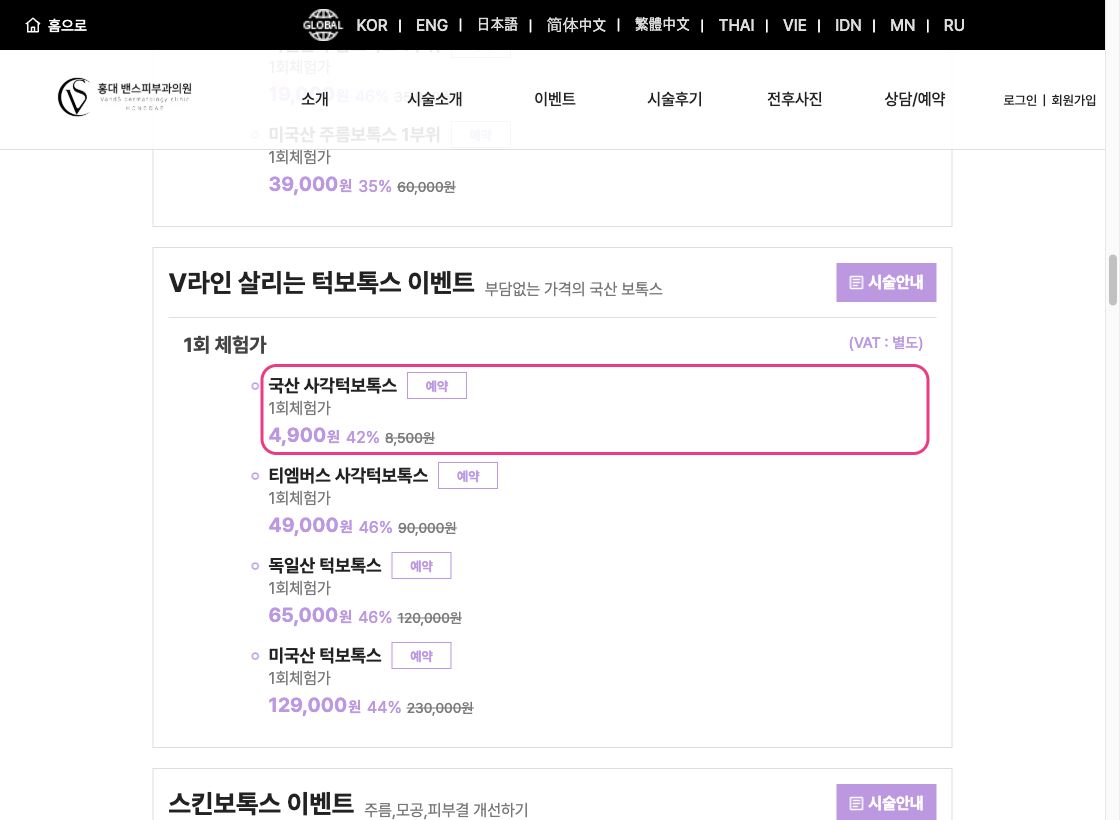 홈으로
GLOBAL KOR | ENG | 日本語 | 简体中文 | 繁體中文 | THAI | VIE | IDN | MN | RU
1회체험가
홍대 밴스피부과의원
VandS dermatology clinic
HONGDAE
소개 시술소개 이벤트 시술후기 전후사진 상담/예약 로그인 | 회원가입
19,000원 46%
미국산 주름보톡스 1부위 예약
1회체험가
39,000원 35% 60,000원
V라인 살리는 턱보톡스 이벤트 부담없는 가격의 국산 보톡스 시술안내
1회 체험가 (VAT : 별도)
국산 사각턱보톡스 예약
1회체험가
4,900원 42% 8,500원
티엠버스 사각턱보톡스 예약
1회체험가
49,000원 46% 90,000원
독일산 턱보톡스 예약
1회체험가
65,000원 46% 120,000원
미국산 턱보톡스 예약
1회체험가
129,000원 44% 230,000원
스킨보톡스 이벤트 주름,모공,피부결 개선하기 시술안내